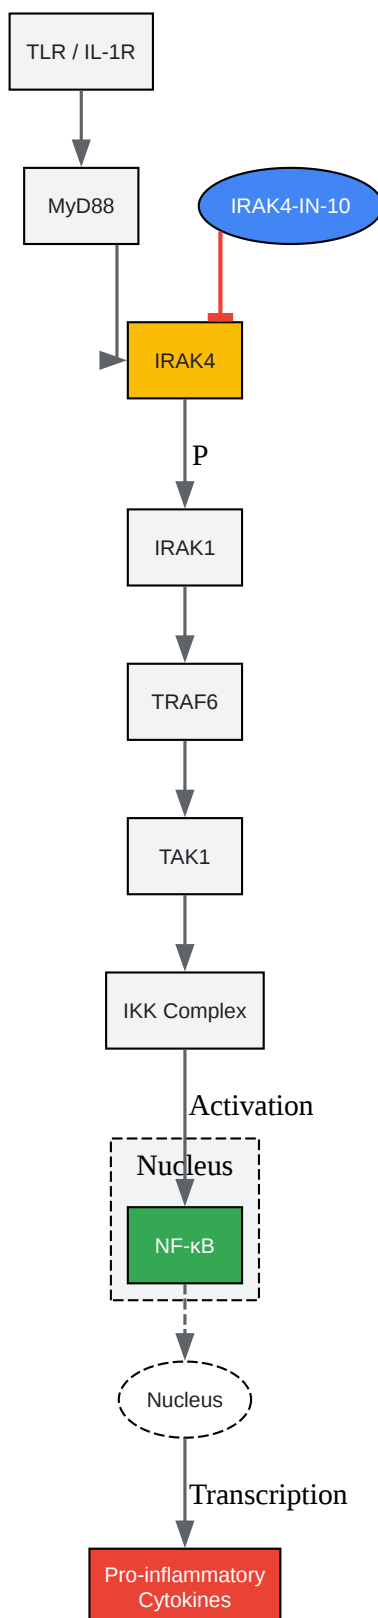 TLR / IL-1R
MyD88
IRAK4-IN-10
IRAK4
P
IRAK1
TRAF6
TAK1
IKK Complex
Activation
Nucleus
NF-κB
Nucleus
Transcription
Pro-inflammatory
Cytokines